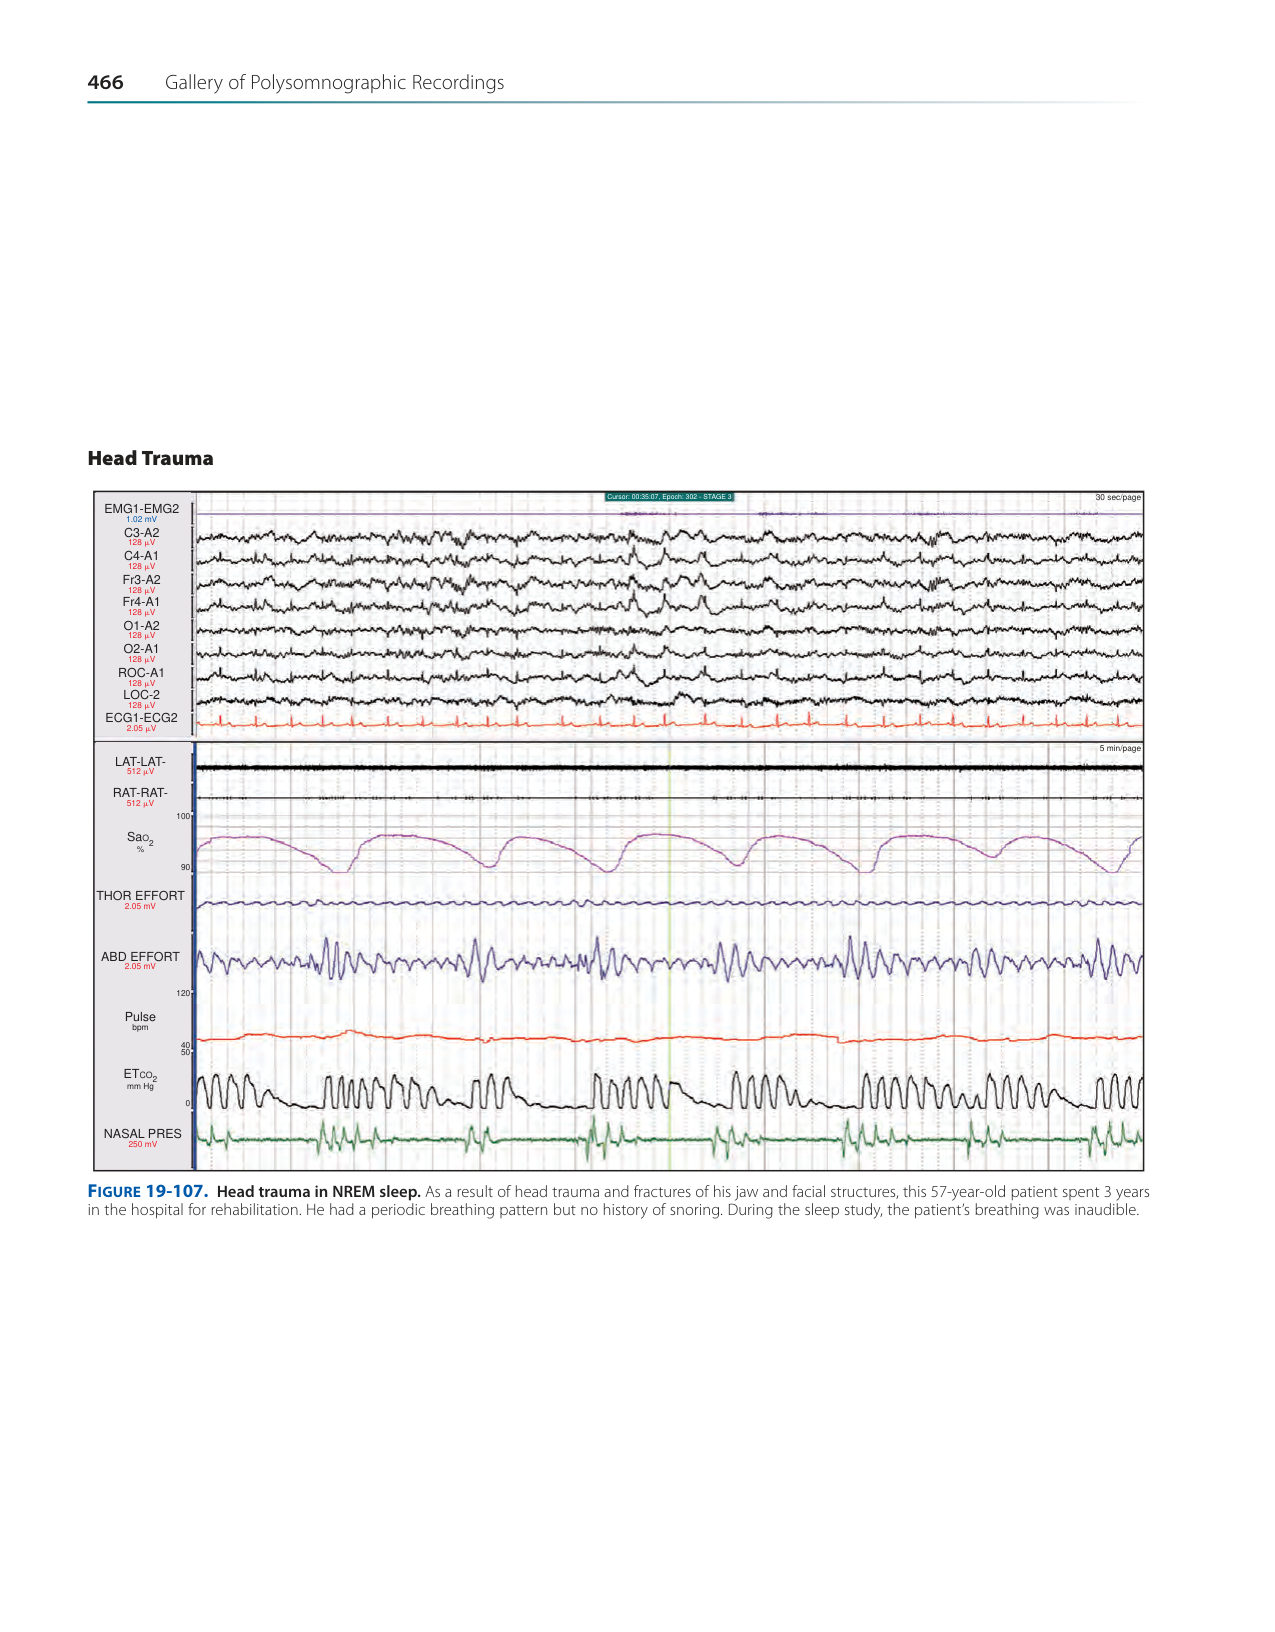 466 Gallery of Polysomnographic Recordings
Head Trauma
Cursor: 00:35:07, Epoch: 302 - STAGE 3
30 sec/page
EMG1-EMG2
1.02 mV
C3-A2
128 µV
C4-A1
128 µV
Fr3-A2
128 µV
Fr4-A1
128 µV
O1-A2
128 µV
O2-A1
128 µV
ROC-A1
128 µV
LOC-2
128 µV
ECG1-ECG2
2.05 µV
5 min/page
LAT-LAT-
512 µV
RAT-RAT-
512 µV
100
SaO2
%
90
THOR EFFORT
2.05 mV
ABD EFFORT
2.05 mV
120
Pulse
bpm
40
50
ETCO2
mm Hg
0
NASAL PRES
250 mV
FIGURE 19-107. Head trauma in NREM sleep. As a result of head trauma and fractures of his jaw and facial structures, this 57-year-old patient spent 3 years
in the hospital for rehabilitation. He had a periodic breathing pattern but no history of snoring. During the sleep study, the patient's breathing was inaudible.